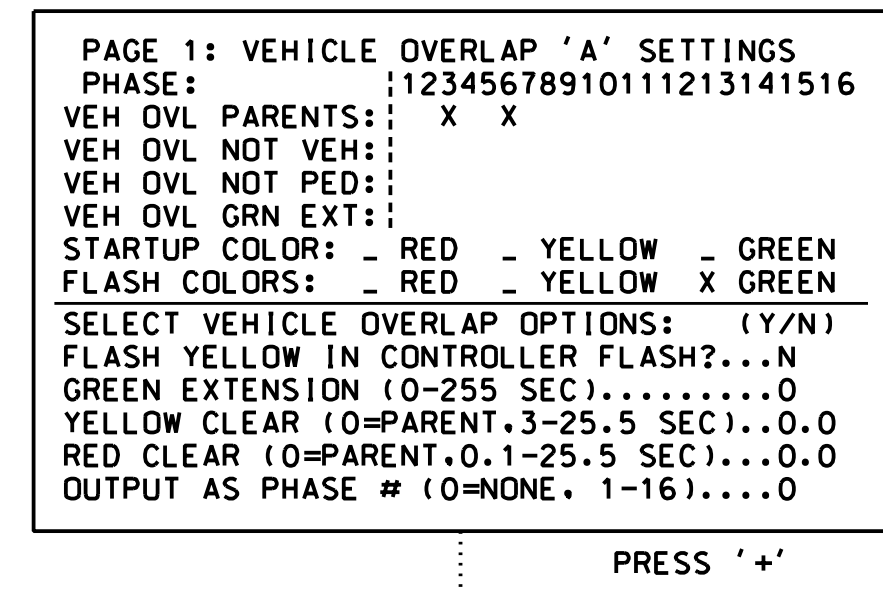 PAGE 1: VEHICLE OVERLAP 'A' SETTINGS
PHASE: ¦12345678910111213141516
VEH OVL PARENTS:¦ X X
VEH OVL NOT VEH:¦
VEH OVL NOT PED:¦
VEH OVL GRN EXT:¦
STARTUP COLOR: _ RED _ YELLOW _ GREEN
FLASH COLORS: _ RED _ YELLOW X GREEN
SELECT VEHICLE OVERLAP OPTIONS: (Y/N)
FLASH YELLOW IN CONTROLLER FLASH?...N
GREEN EXTENSION (0-255 SEC).........0
YELLOW CLEAR (0=PARENT,3-25.5 SEC)..0.0
RED CLEAR (0=PARENT,0.1-25.5 SEC)...0.0
OUTPUT AS PHASE # (0=NONE, 1-16)....0
PRESS '+'